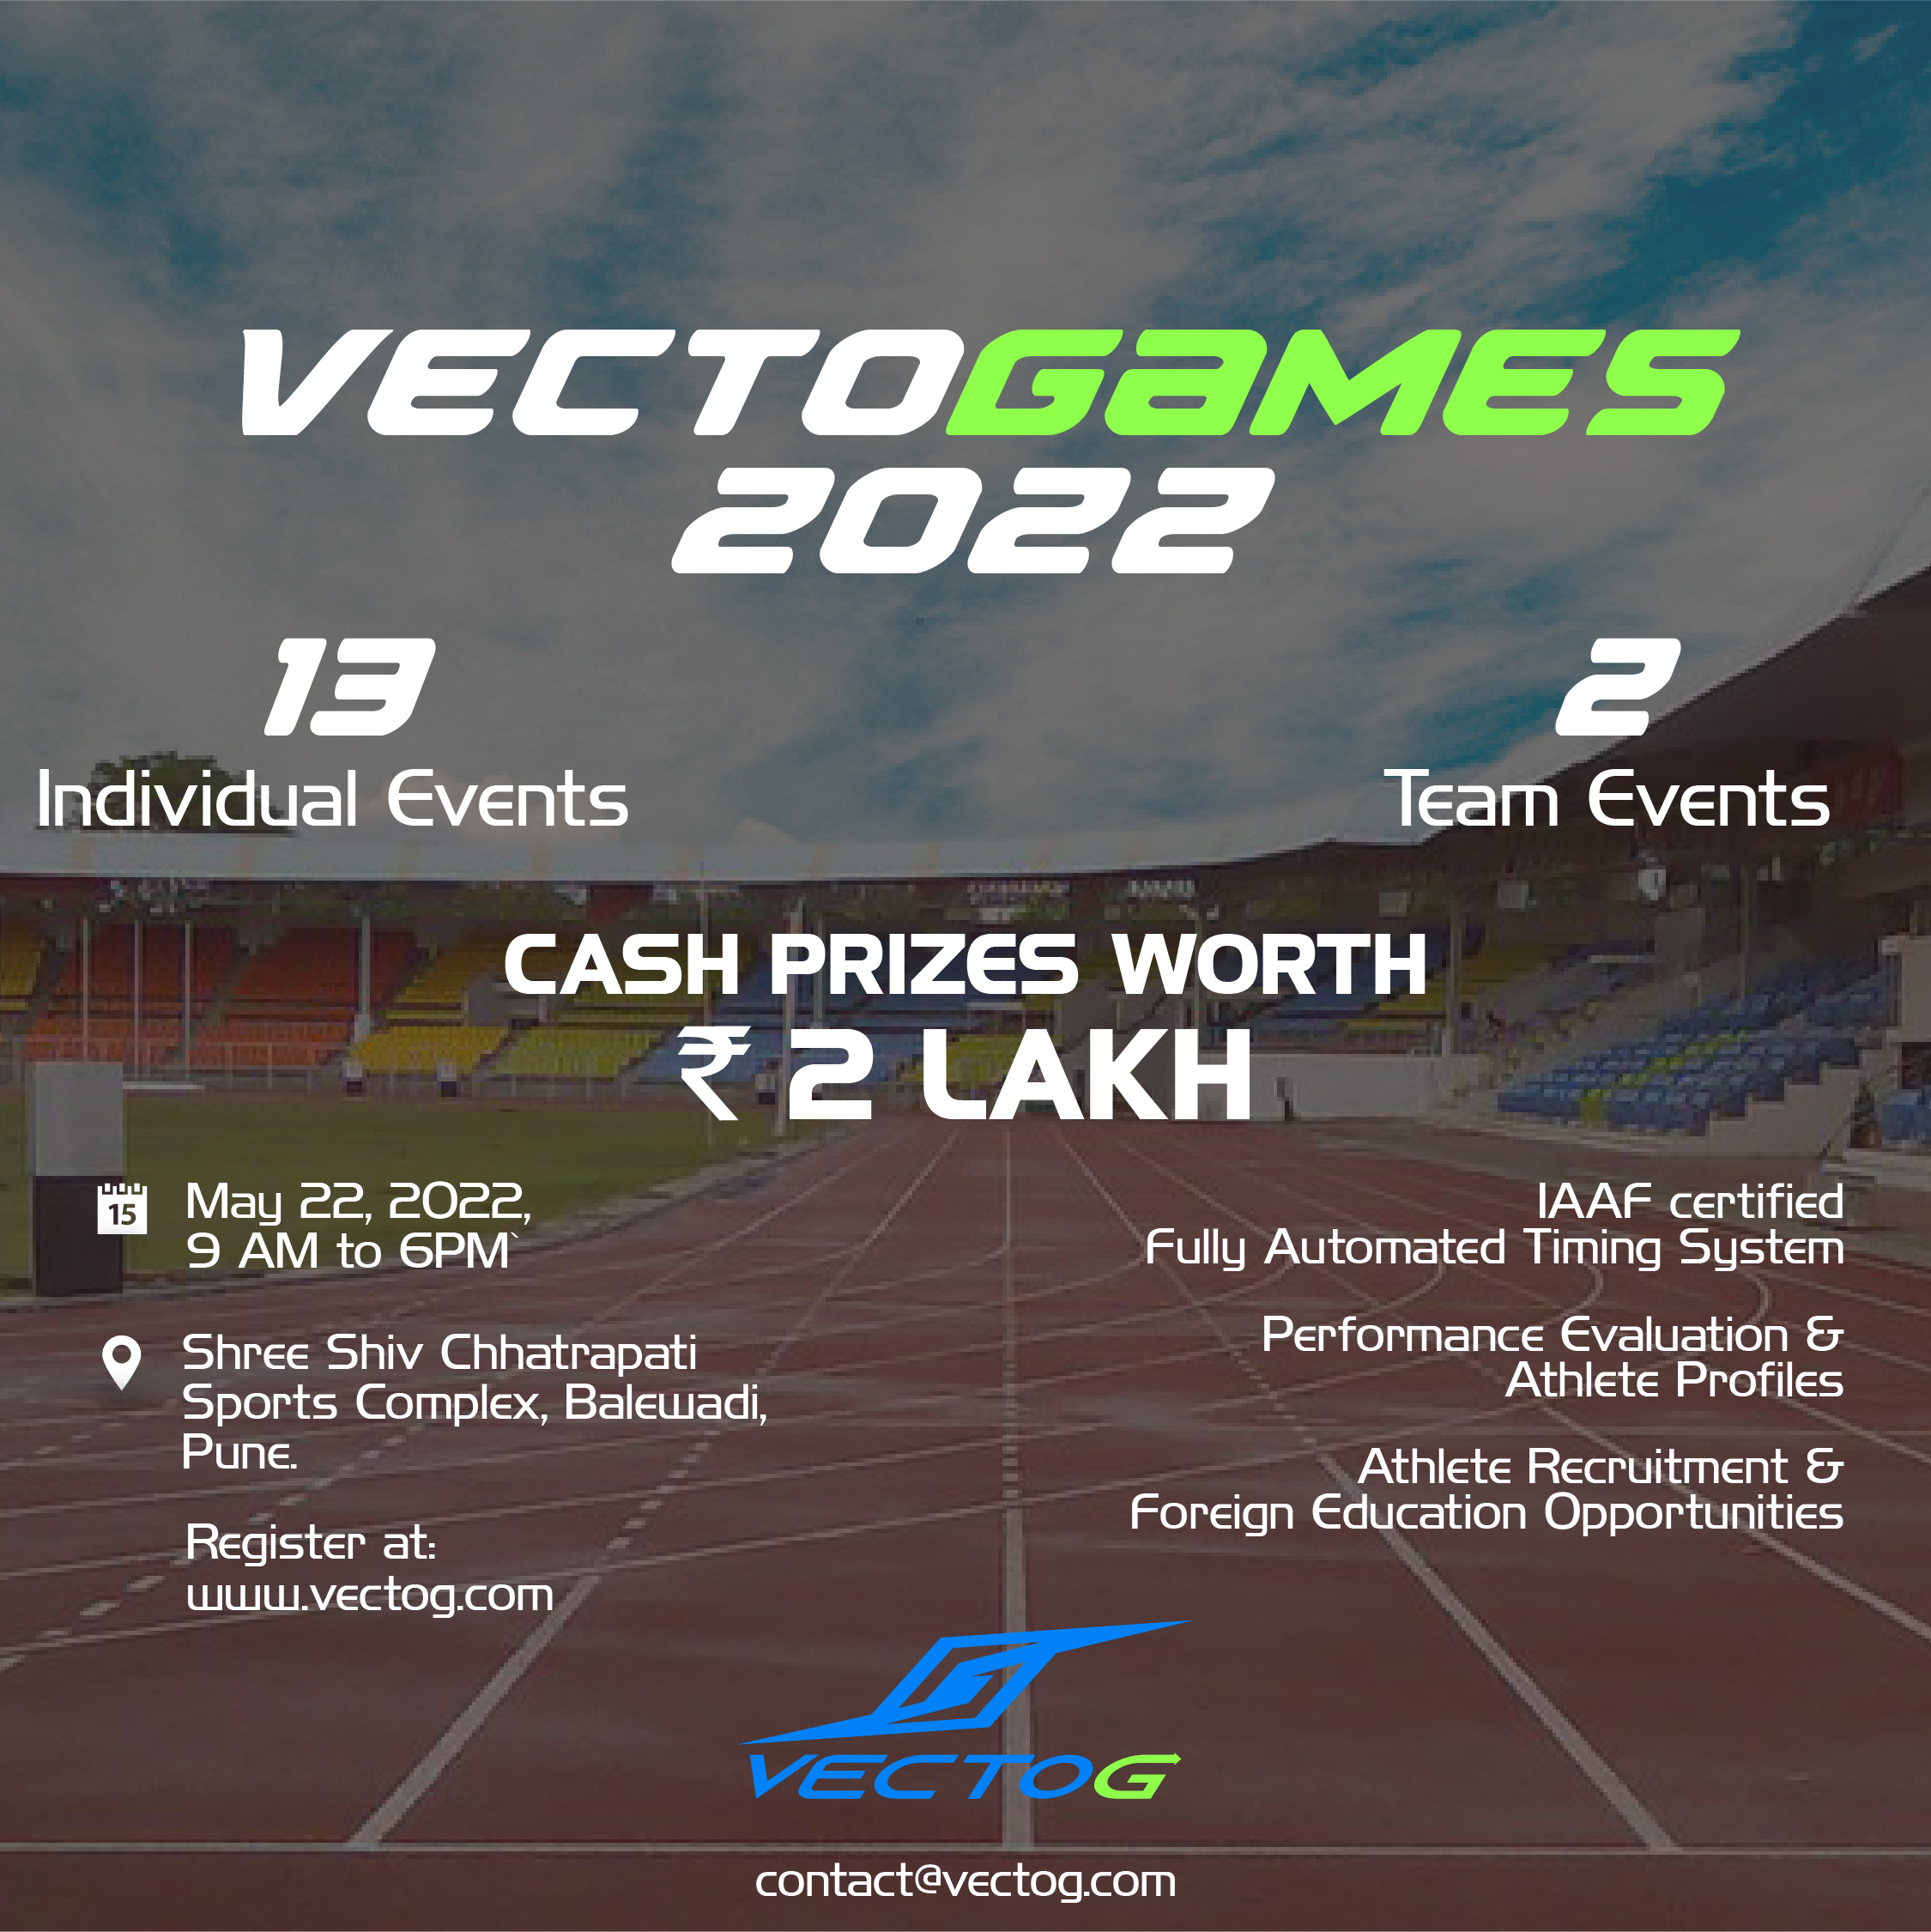 VECTOGAMES
2022
13
Individual Events
2
Team Events
CASH PRIZES WORTH
₹ 2 LAKH
15
May 22, 2022,
9 AM to 6PM`
Shree Shiv Chhatrapati
Sports Complex, Balewadi,
Pune.
Register at:
www.vectog.com
IAAF certified
Fully Automated Timing System
Performance Evaluation &
Athlete Profiles
Athlete Recruitment &
Foreign Education Opportunities
VECTOG
contact@vectog.com